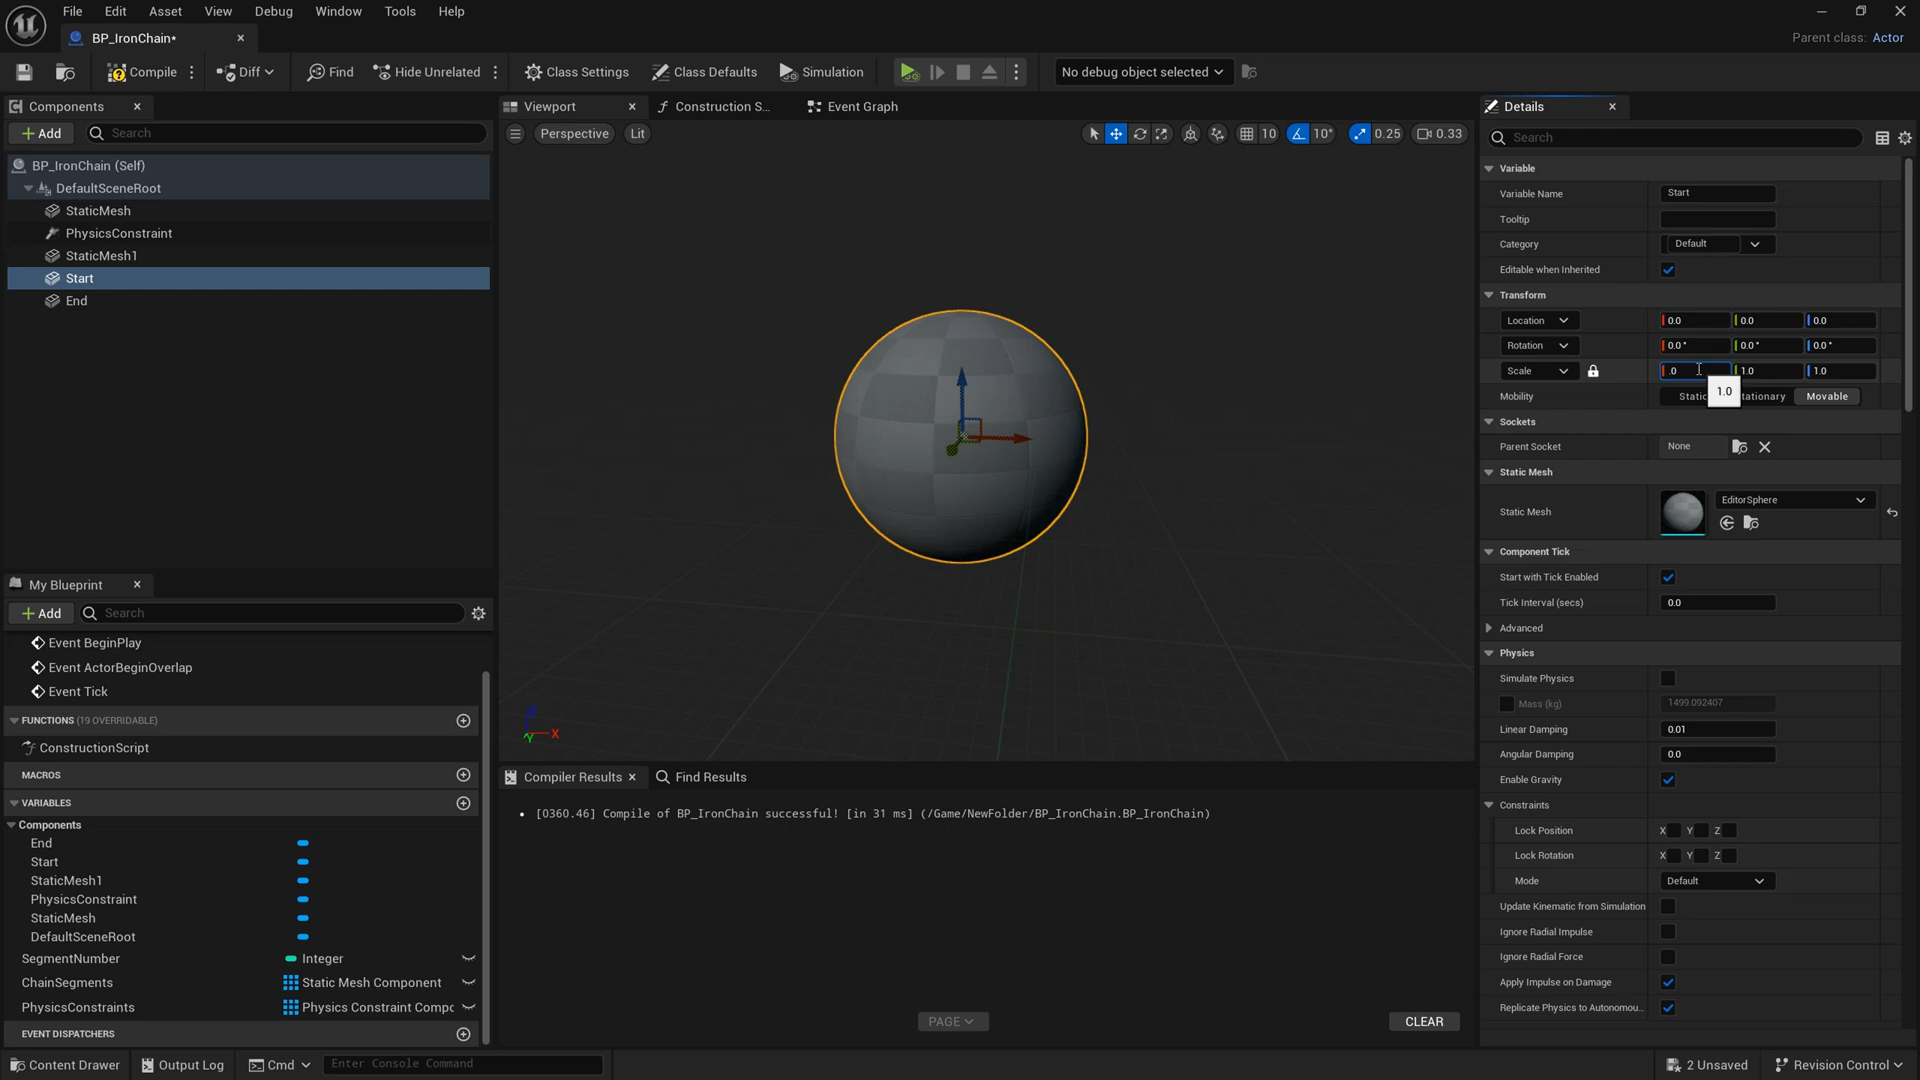 File Edit Asset View Debug Window Tools Help
BP_IronChain*
Parent class: Actor
Compile Diff Find Hide Unrelated Class Settings Class Defaults Simulation No debug object selected
Components
Add Search
BP_IronChain (Self)
DefaultSceneRoot
StaticMesh
PhysicsConstraint
StaticMesh1
Start
End
My Blueprint
Add Search
Event BeginPlay
Event ActorBeginOverlap
Event Tick
FUNCTIONS (19 OVERRIDABLE)
ConstructionScript
MACROS
VARIABLES
Components
End
Start
StaticMesh1
PhysicsConstraint
StaticMesh
DefaultSceneRoot
SegmentNumber Integer
ChainSegments Static Mesh Component
PhysicsConstraints Physics Constraint Compc
EVENT DISPATCHERS
Viewport Construction S... Event Graph
Perspective Lit 10 10° 0.25 0.33
Z
X
Y
Compiler Results Find Results
• [0360.46] Compile of BP_IronChain successful! [in 31 ms] (/Game/NewFolder/BP_IronChain.BP_IronChain)
PAGE CLEAR
Details
Search
Variable
Variable Name Start
Tooltip
Category Default
Editable when Inherited
Transform
Location 0.0 0.0 0.0
Rotation 0.0° 0.0° 0.0°
Scale .0 1.0 1.0
1.0
Mobility Static tationary Movable
Sockets
Parent Socket None
Static Mesh
Static Mesh EditorSphere
Component Tick
Start with Tick Enabled
Tick Interval (secs) 0.0
Advanced
Physics
Simulate Physics
Mass (kg) 1499.092407
Linear Damping 0.01
Angular Damping 0.0
Enable Gravity
Constraints
Lock Position X Y Z
Lock Rotation X Y Z
Mode Default
Update Kinematic from Simulation
Ignore Radial Impulse
Ignore Radial Force
Apply Impulse on Damage
Replicate Physics to Autonomou...
Content Drawer Output Log Cmd Enter Console Command 2 Unsaved Revision Control